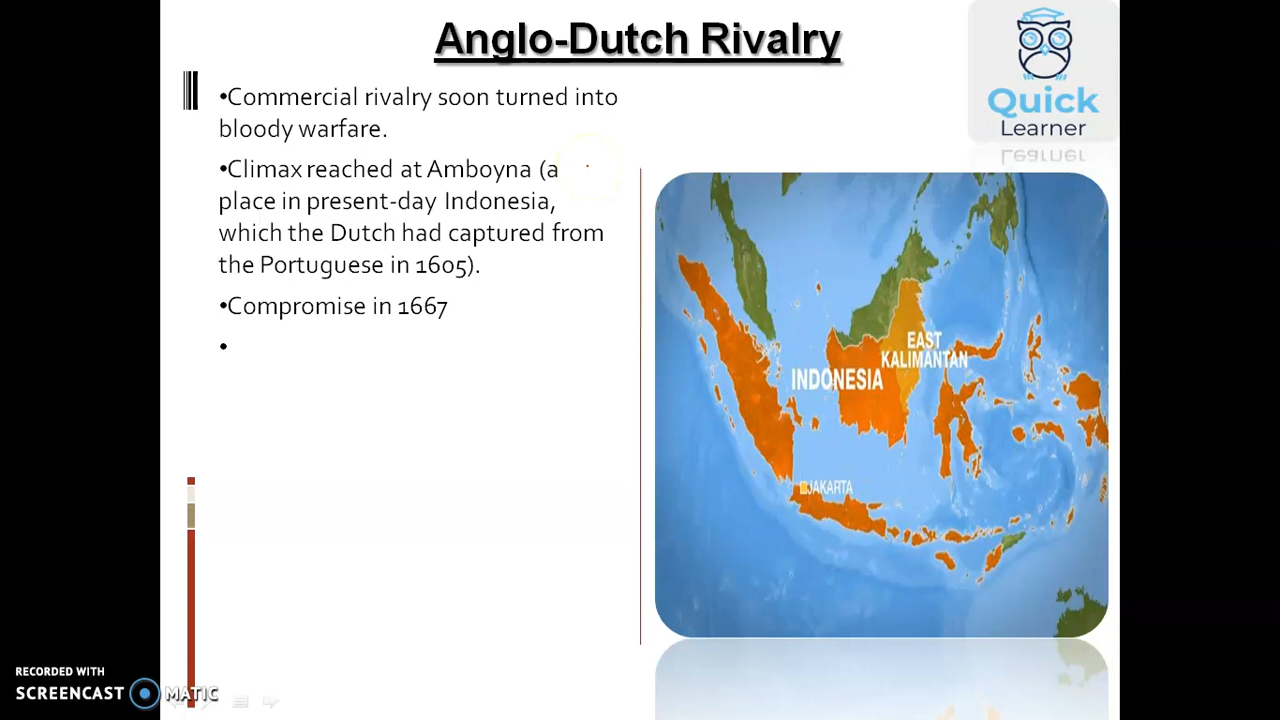 Anglo-Dutch Rivalry
Quick
Learner
•Commercial rivalry soon turned into
bloody warfare.
•Climax reached at Amboyna (a
place in present-day Indonesia,
which the Dutch had captured from
the Portuguese in 1605).
•Compromise in 1667
•
EAST
KALIMANTAN
INDONESIA
JAKARTA
RECORDED WITH
SCREENCAST MATIC